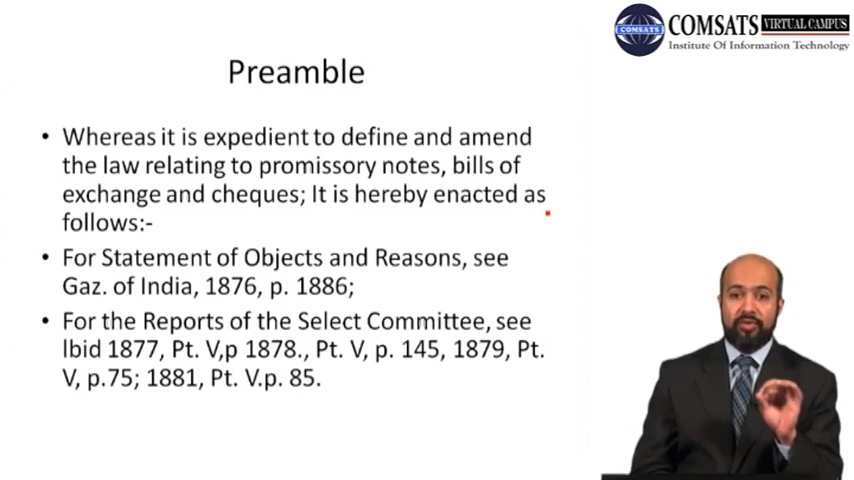 COMSATS VIRTUAL CAMPUS
COMSATS
Institute Of Information Technology
Preamble
• Whereas it is expedient to define and amend
the law relating to promissory notes, bills of
exchange and cheques; It is hereby enacted as
follows:-
• For Statement of Objects and Reasons, see
Gaz. of India, 1876, p. 1886;
• For the Reports of the Select Committee, see
lbid 1877, Pt. V,p 1878., Pt. V, p. 145, 1879, Pt.
V, p.75; 1881, Pt. V.p. 85.